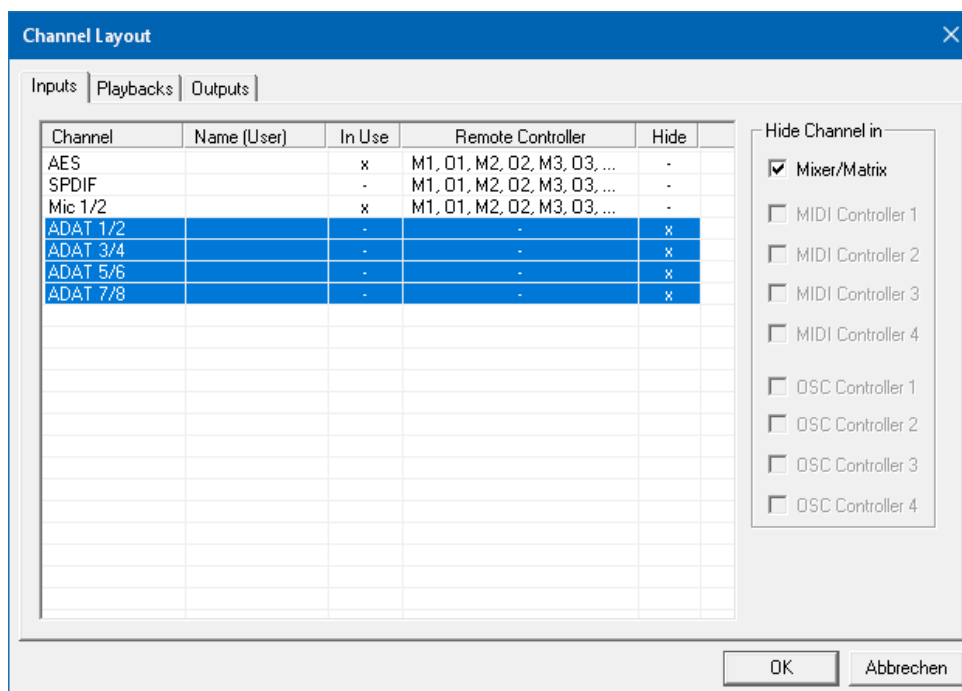 Channel Layout
Inputs Playbacks Outputs
Channel Name (User) In Use Remote Controller Hide
AES x M1, O1, M2, O2, M3, O3, ... -
SPDIF - M1, O1, M2, O2, M3, O3, ... -
Mic 1/2 x M1, O1, M2, O2, M3, O3, ... -
ADAT 1/2 - - x
ADAT 3/4 - - x
ADAT 5/6 - - x
ADAT 7/8 - - x
Hide Channel in
Mixer/Matrix
MIDI Controller 1
MIDI Controller 2
MIDI Controller 3
MIDI Controller 4
OSC Controller 1
OSC Controller 2
OSC Controller 3
OSC Controller 4
OK Abbrechen